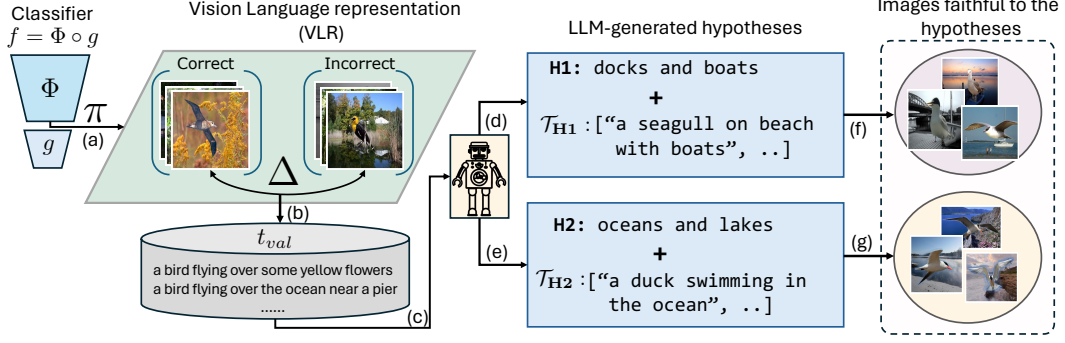 Classifier
f = Φ ∘ g
Φ
g
π
(a)
Vision Language representation
(VLR)
Correct
Incorrect
Δ
(b)
t_val
a bird flying over some yellow flowers
a bird flying over the ocean near a pier
......
(c)
(d)
(e)
LLM-generated hypotheses
H1: docks and boats
+
𝒯_H1 :[“a seagull on beach
with boats”, ..]
H2: oceans and lakes
+
𝒯_H2 :[“a duck swimming in
the ocean”, ..]
(f)
(g)
Images faithful to the
hypotheses